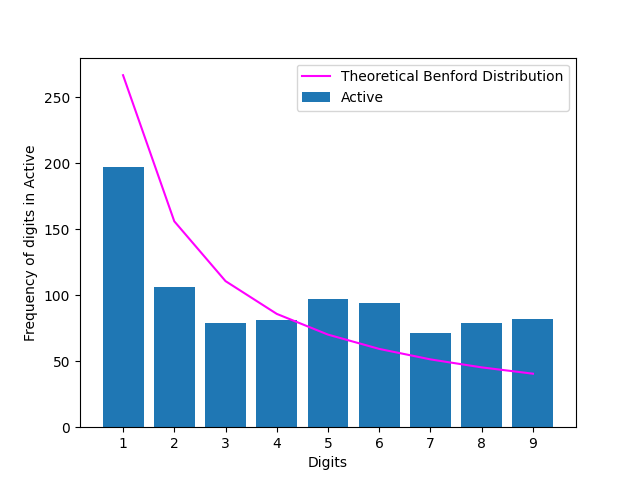 Theoretical Benford Distribution
Active
Frequency of digits in Active
250
200
150
100
50
0
1 2 3 4 5 6 7 8 9
Digits